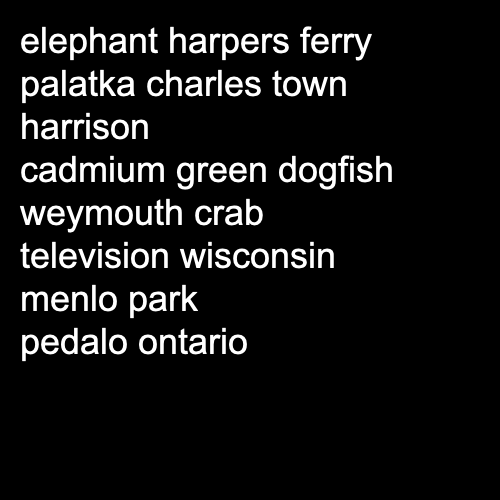 elephant harpers ferry
palatka charles town
harrison
cadmium green dogfish
weymouth crab
television wisconsin
menlo park
pedalo ontario